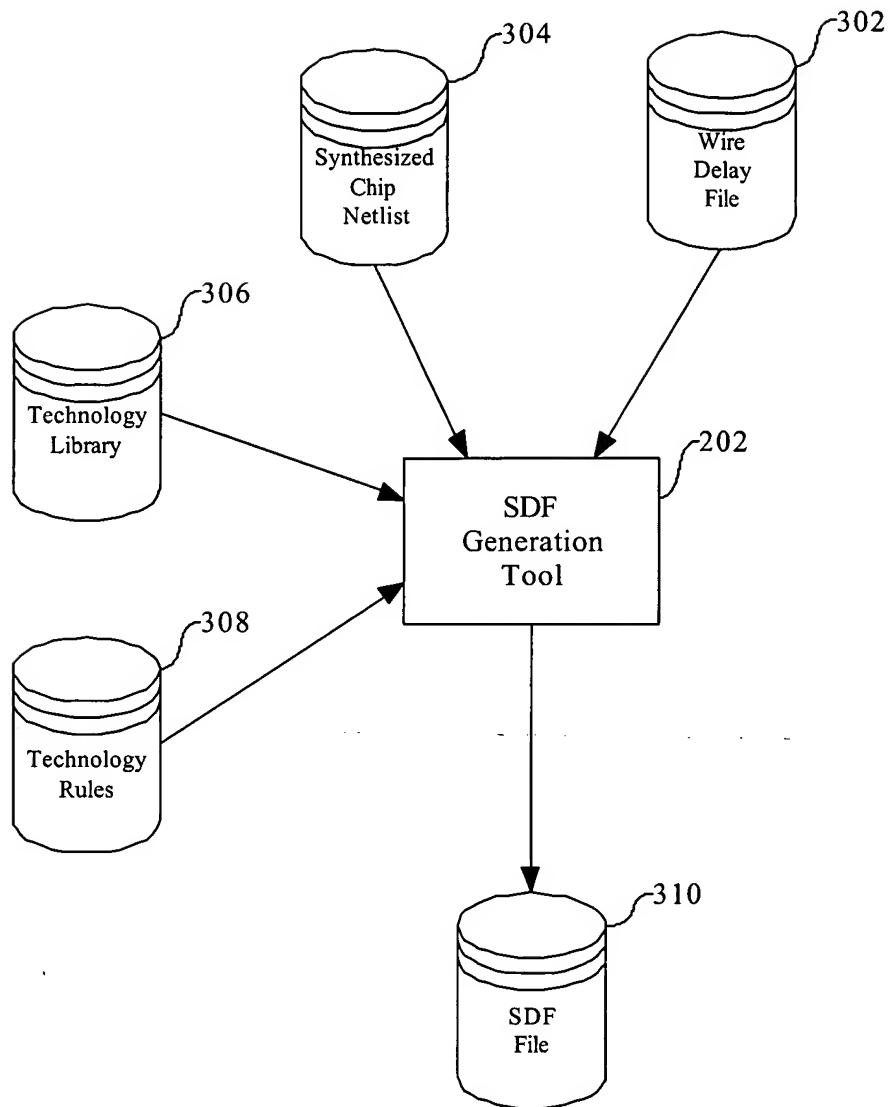 304
302
Synthesized
Chip
Netlist
Wire
Delay
File
306
Technology
Library
202
SDF
Generation
Tool
308
Technology
Rules
310
SDF
File